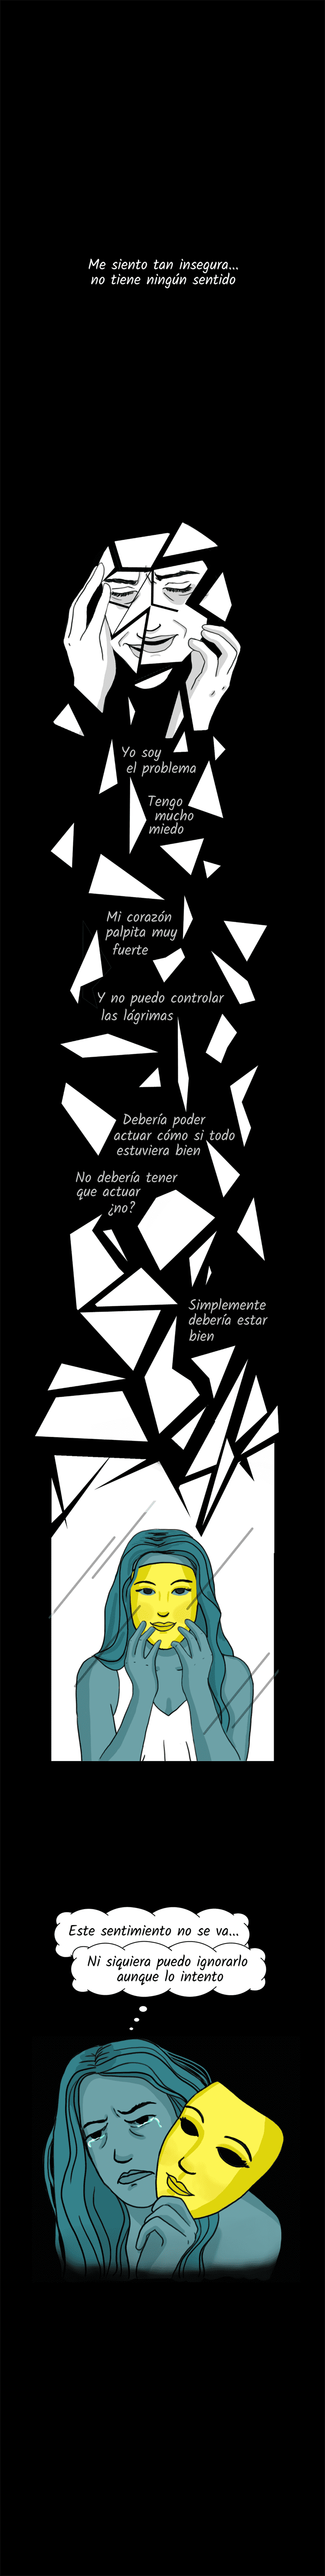 Me siento tan insegura...
no tiene ningún sentido
Yo soy
el problema
Tengo
mucho
miedo
Mi corazón
palpita muy
fuerte
Y no puedo controlar
las lágrimas
Debería poder
actuar cómo si todo
estuviera bien
No debería tener
que actuar
¿no?
Simplemente
debería estar
bien
Este sentimiento no se va...
Ni siquiera puedo ignorarlo
aunque lo intento